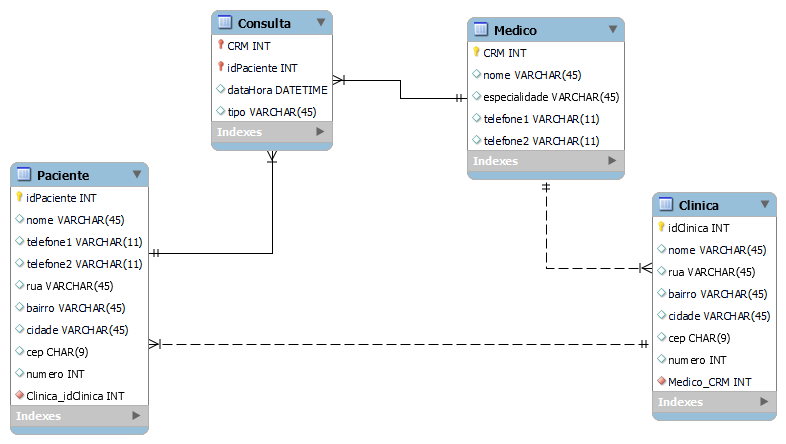 Consulta
CRM INT
idPaciente INT
dataHora DATETIME
tipo VARCHAR(45)
Indexes
Medico
CRM INT
nome VARCHAR(45)
especialidade VARCHAR(45)
telefone1 VARCHAR(11)
telefone2 VARCHAR(11)
Indexes
Paciente
idPaciente INT
nome VARCHAR(45)
telefone1 VARCHAR(11)
telefone2 VARCHAR(11)
rua VARCHAR(45)
bairro VARCHAR(45)
cidade VARCHAR(45)
cep CHAR(9)
numero INT
Clinica_idClinica INT
Indexes
Clinica
idClinica INT
nome VARCHAR(45)
rua VARCHAR(45)
bairro VARCHAR(45)
cidade VARCHAR(45)
cep CHAR(9)
numero INT
Medico_CRM INT
Indexes